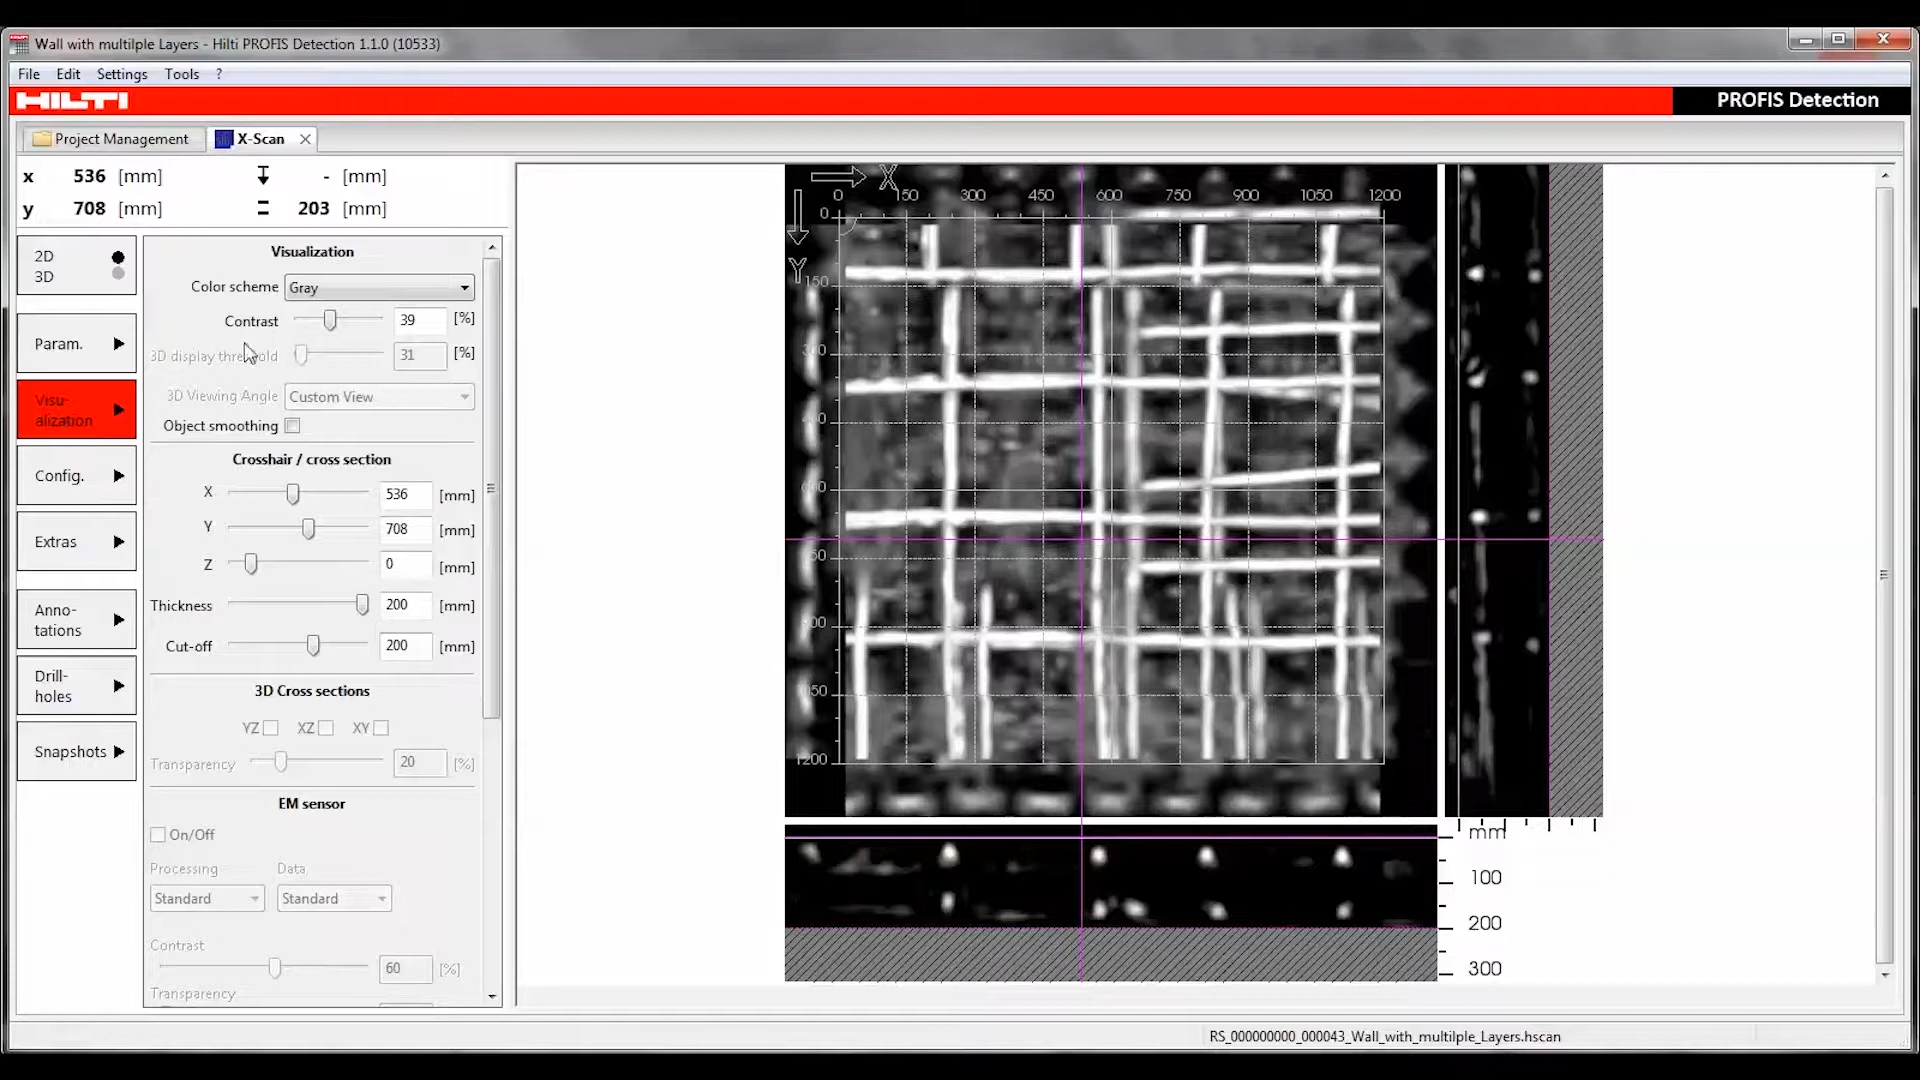 Wall with multilple Layers - Hilti PROFIS Detection 1.1.0 (10533)
File Edit Settings Tools ?
HILTI
PROFIS Detection
Project Management X-Scan
x 536 [mm] - [mm]
y 708 [mm] 203 [mm]
2D
3D
Param.
Visu-
alization
Config.
Extras
Anno-
tations
Drill-
holes
Snapshots
Visualization
Color scheme Gray
Contrast 39 [%]
3D display threshold 31 [%]
3D Viewing Angle Custom View
Object smoothing
Crosshair / cross section
X 536 [mm]
Y 708 [mm]
Z 0 [mm]
Thickness 200 [mm]
Cut-off 200 [mm]
3D Cross sections
YZ XZ XY
Transparency 20 [%]
EM sensor
On/Off
Processing Data
Standard Standard
Contrast
60 [%]
Transparency
X
0 150 300 450 600 750 900 1050 1200
0
Y
150
300
600
900
1050
1200
mm
100
200
300
RS_000000000_000043_Wall_with_multilple_Layers.hscan